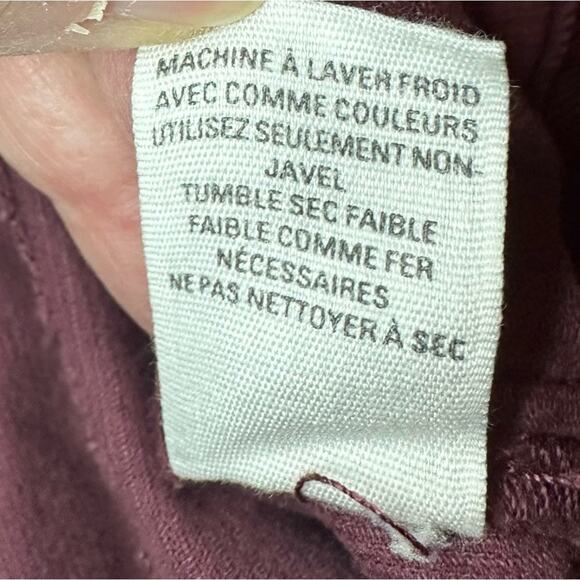 MACHINE À LAVER FROID
AVEC COMME COULEURS
UTILISEZ SEULEMENT NON-
JAVEL
TUMBLE SEC FAIBLE
FAIBLE COMME FER
NÉCESSAIRES
NE PAS NETTOYER À SEC